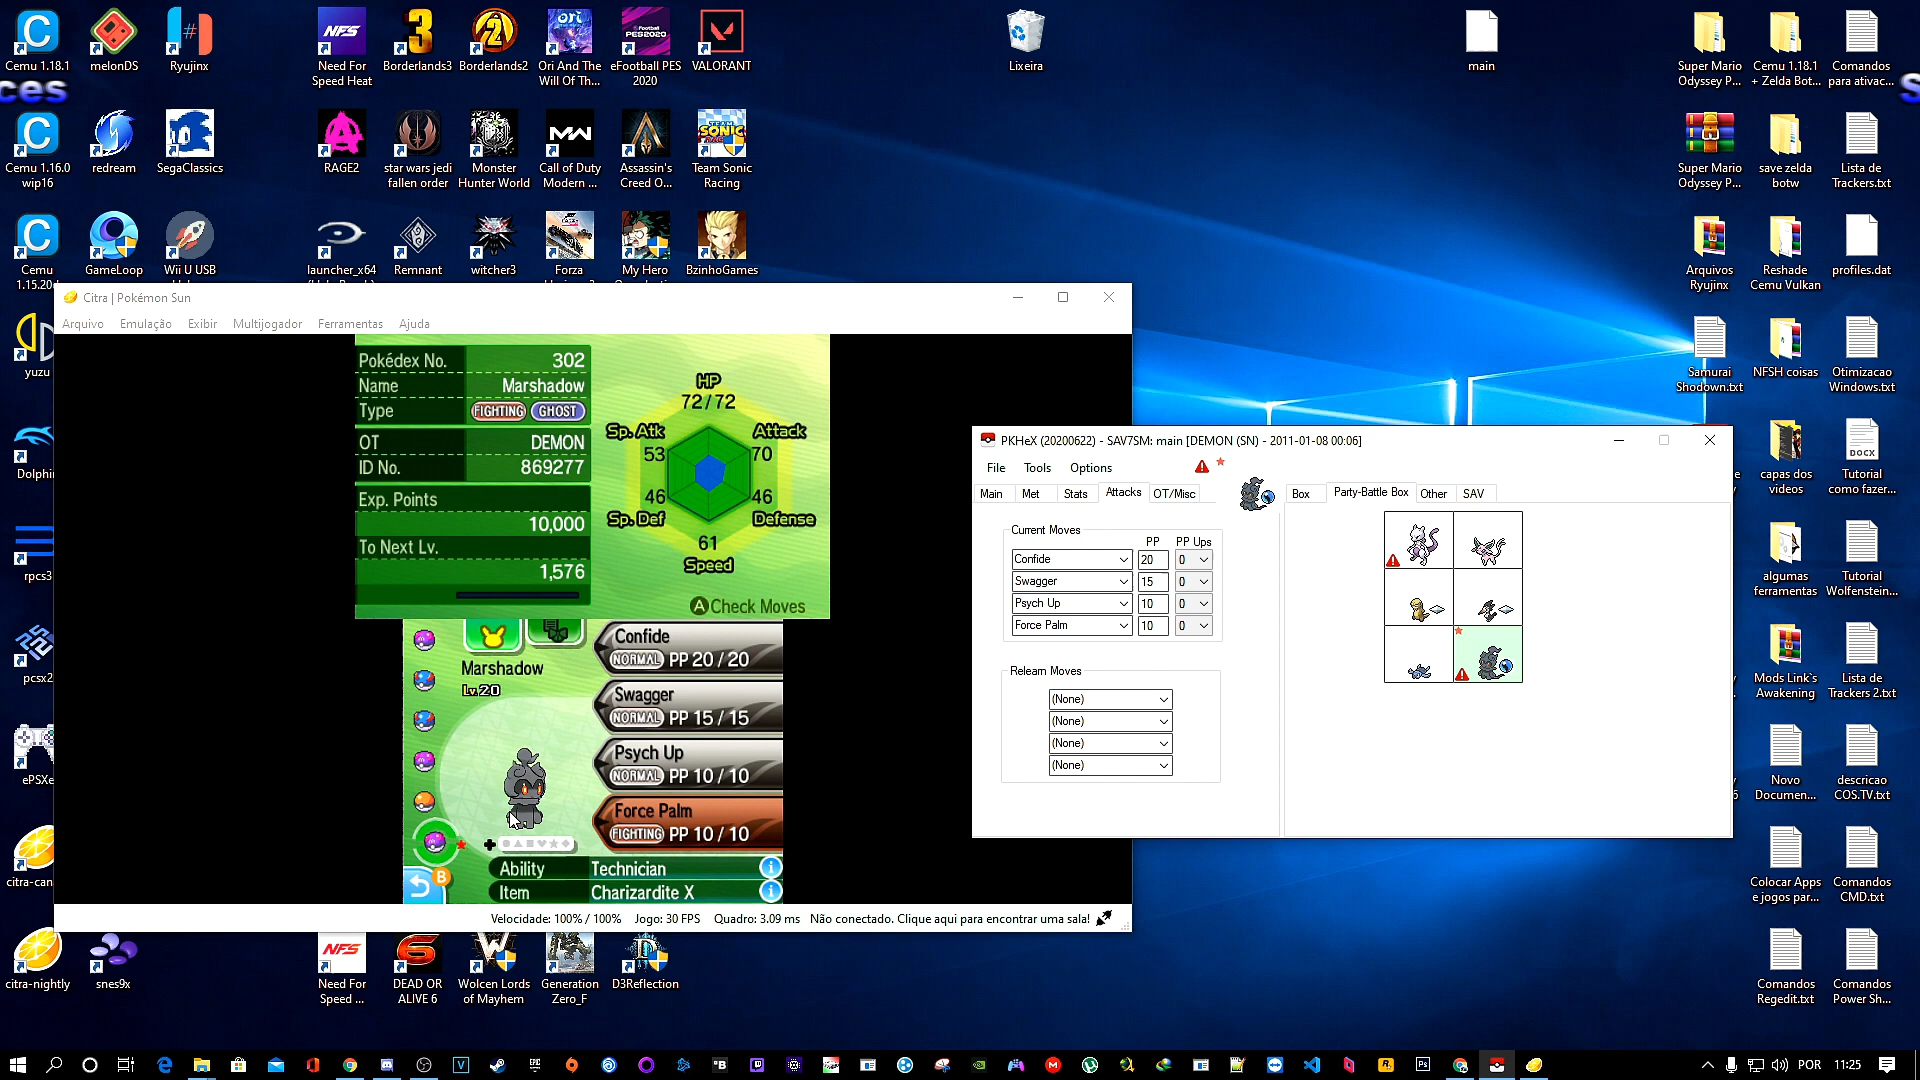 Cemu 1.18.1
melonDS
Ryujinx
Need For
Speed Heat
Borderlands3
Borderlands2
Ori And The
Will Of Th...
eFootball PES
2020
VALORANT
Lixeira
main
Super Mario
Odyssey P...
Cemu 1.18.1
+ Zelda Bot...
Comandos
para ativac...
ces
Cemu 1.16.0
wip16
redream
SegaClassics
RAGE2
star wars jedi
fallen order
Monster
Hunter World
Call of Duty
Modern ...
Assassin's
Creed O...
Team Sonic
Racing
Super Mario
Odyssey P...
save zelda
botw
Lista de
Trackers.txt
Cemu
1.15.20
GameLoop
Wii U USB
launcher_x64
Remnant
witcher3
Forza
My Hero
BzinhoGames
Arquivos
Ryujinx
Reshade
Cemu Vulkan
profiles.dat
yuzu
Samurai
Shodown.txt
NFSH coisas
Otimizacao
Windows.txt
Dolphin
capas dos
videos
Tutorial
como fazer...
rpcs3
algumas
ferramentas
Tutorial
Wolfenstein...
pcsx2
Mods Link`s
Awakening
Lista de
Trackers 2.txt
ePSXe
Novo
Documen...
descricao
COS.TV.txt
citra-can
Colocar Apps
e jogos par...
Comandos
CMD.txt
citra-nightly
snes9x
Need For
Speed ...
DEAD OR
ALIVE 6
Wolcen Lords
of Mayhem
Generation
Zero_F
D3Reflection
Comandos
Regedit.txt
Comandos
Power Sh...
Citra | Pokémon Sun
Arquivo Emulação Exibir Multijogador Ferramentas Ajuda
Pokédex No. 302
Name Marshadow
Type FIGHTING GHOST
OT DEMON
ID No. 869277
Exp. Points
10,000
To Next Lv.
1,576
HP
72/72
Sp. Atk
53
Attack
70
46
Sp. Def
46
Defense
61
Speed
A Check Moves
Marshadow
Lv.20
Confide
NORMAL PP 20/20
Swagger
NORMAL PP 15/15
Psych Up
NORMAL PP 10/10
Force Palm
FIGHTING PP 10/10
B
Ability Technician
Item Charizardite X
Velocidade: 100% / 100% Jogo: 30 FPS Quadro: 3.09 ms Não conectado. Clique aqui para encontrar uma sala!
PKHeX (20200622) - SAV7SM: main [DEMON (SN) - 2011-01-08 00:06]
File Tools Options
Main Met Stats Attacks OT/Misc
Box Party-Battle Box Other SAV
Current Moves
PP PP Ups
Confide 20 0
Swagger 15 0
Psych Up 10 0
Force Palm 10 0
Relearn Moves
(None)
(None)
(None)
(None)
POR 11:25